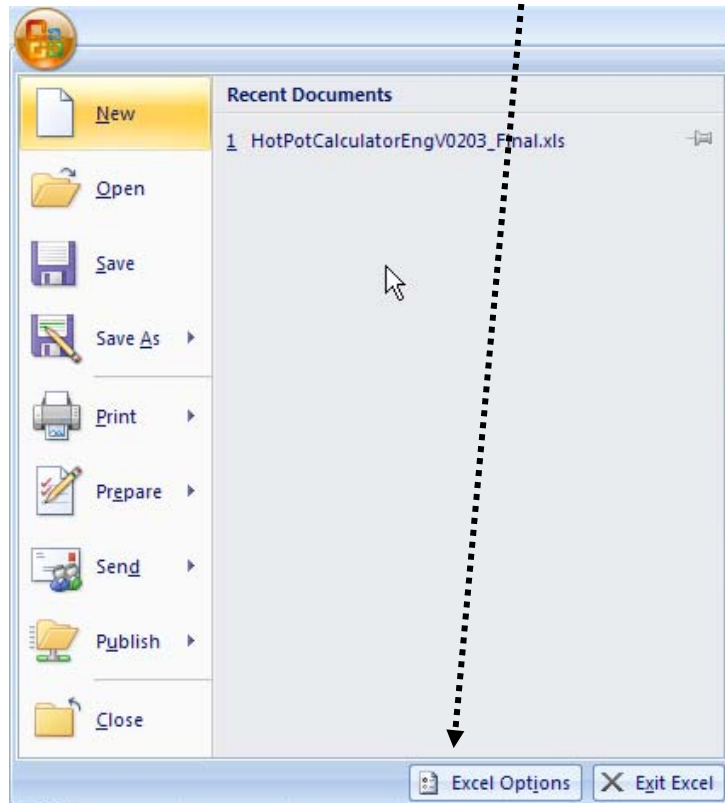 New
Open
Save
Save As
Print
Prepare
Send
Publish
Close
Recent Documents
1 HotPotCalculatorEngV0203_Final.xls
Excel Options
Exit Excel